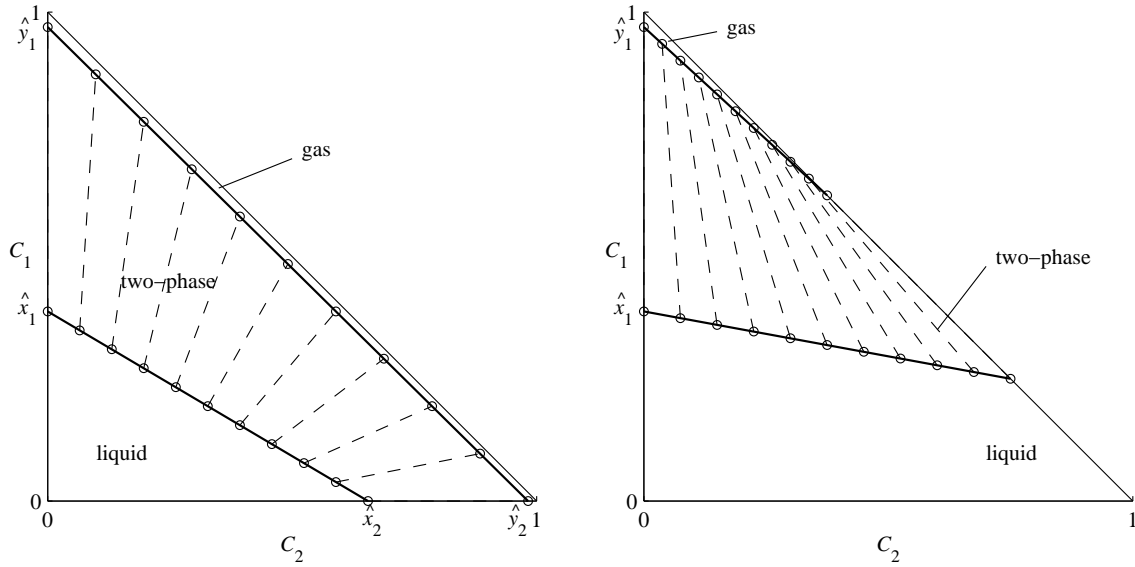 1
ŷ₁
gas
C₁
two−phase
x̂₁
liquid
0
0
x̂₂
ŷ₂
1
C₂
1
ŷ₁
gas
C₁
two−phase
x̂₁
liquid
0
0
1
C₂